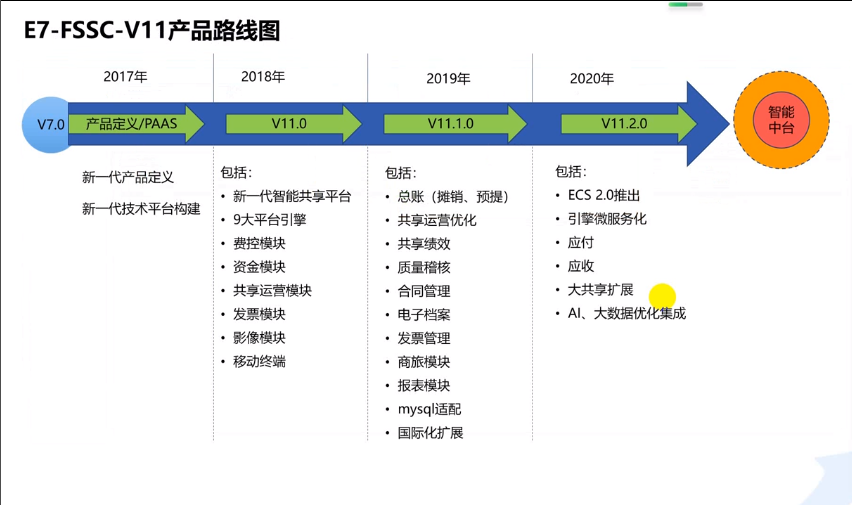 E7-FSSC-V11产品路线图
2017年
2018年
2019年
2020年
V7.0
产品定义/PAAS
V11.0
V11.1.0
V11.2.0
智能
中台
新一代产品定义
新一代技术平台构建
包括：
• 新一代智能共享平台
• 9大平台引擎
• 费控模块
• 资金模块
• 共享运营模块
• 发票模块
• 影像模块
• 移动终端
包括：
• 总账（摊销、预提）
• 共享运营优化
• 共享绩效
• 质量稽核
• 合同管理
• 电子档案
• 发票管理
• 商旅模块
• 报表模块
• mysql适配
• 国际化扩展
包括：
• ECS 2.0推出
• 引擎微服务化
• 应付
• 应收
• 大共享扩展
• AI、大数据优化集成